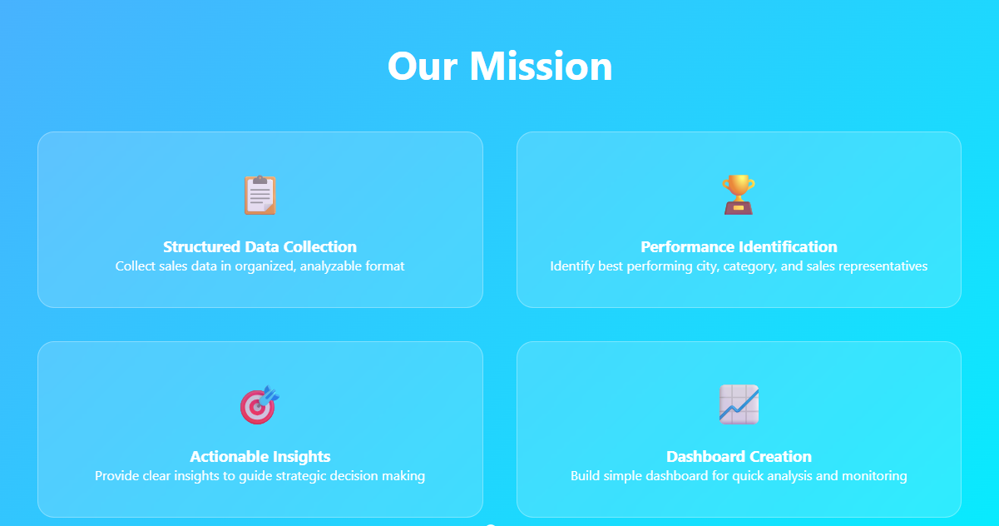 Our Mission
Structured Data Collection
Collect sales data in organized, analyzable format
Performance Identification
Identify best performing city, category, and sales representatives
Actionable Insights
Provide clear insights to guide strategic decision making
Dashboard Creation
Build simple dashboard for quick analysis and monitoring